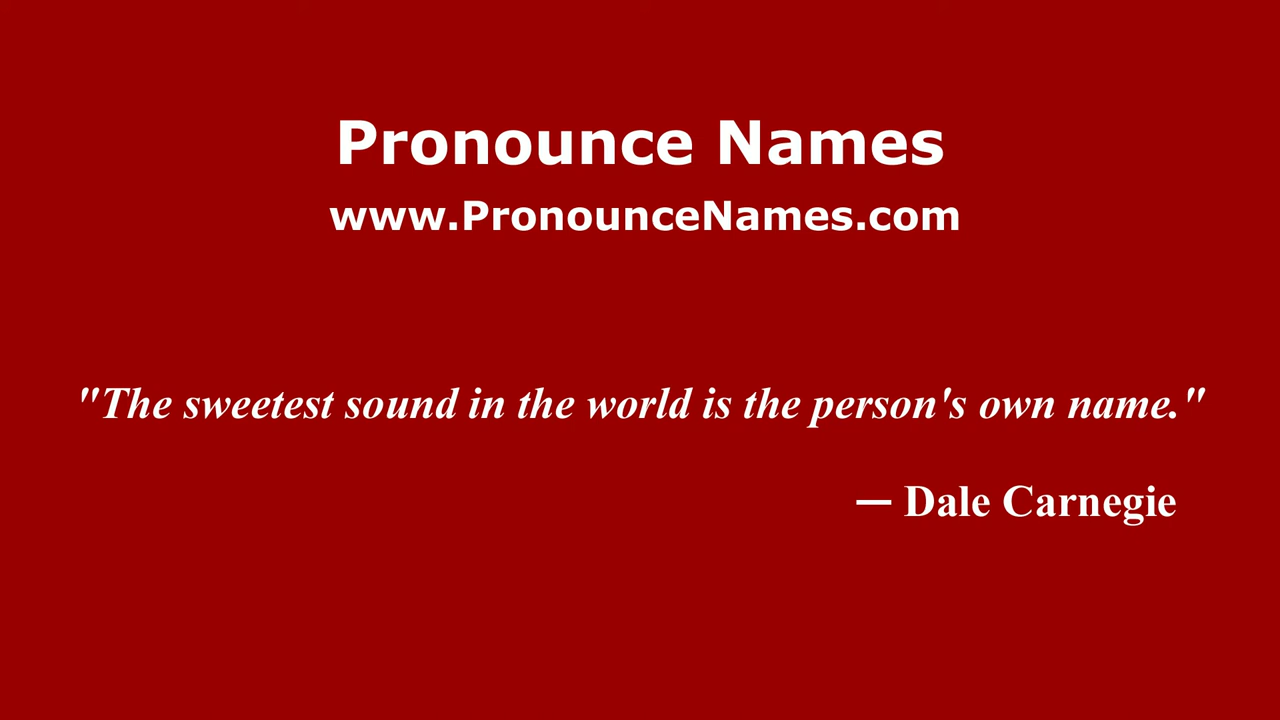 Pronounce Names
www.PronounceNames.com
"The sweetest sound in the world is the person's own name."
— Dale Carnegie